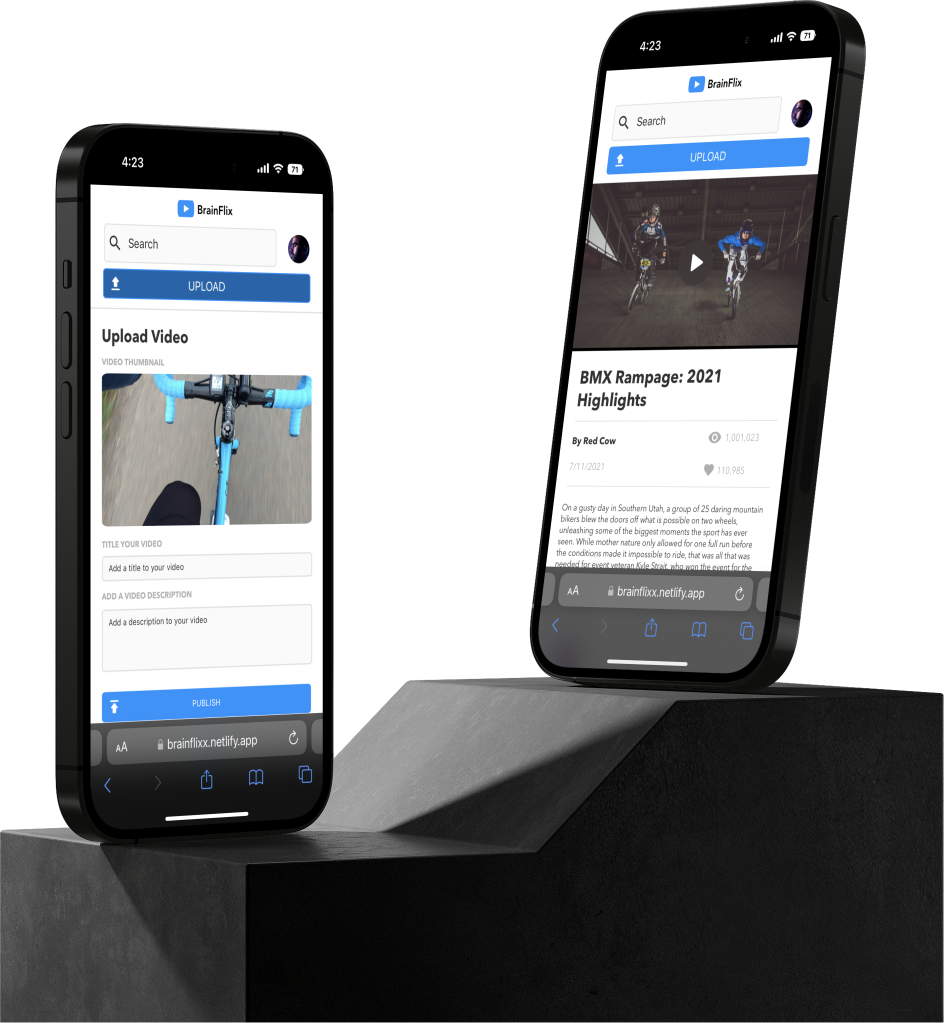 4:23
71
BrainFlix
Search
UPLOAD
Upload Video
VIDEO THUMBNAIL
TITLE YOUR VIDEO
Add a title to your video
ADD A VIDEO DESCRIPTION
Add a description to your video
PUBLISH
AA brainflixx.netlify.app
4:23
71
BrainFlix
Search
UPLOAD
BMX Rampage: 2021
Highlights
By Red Cow
1,001,023
7/11/2021
110,985
On a gusty day in Southern Utah, a group of 25 daring mountain
bikers blew the doors off what is possible on two wheels,
unleashing some of the biggest moments the sport has ever
seen. While mother nature only allowed for one full run before
the conditions made it impossible to ride, that was all that was
needed for event veteran Kyle Strait, who won the event for the
AA brainflixx.netlify.app